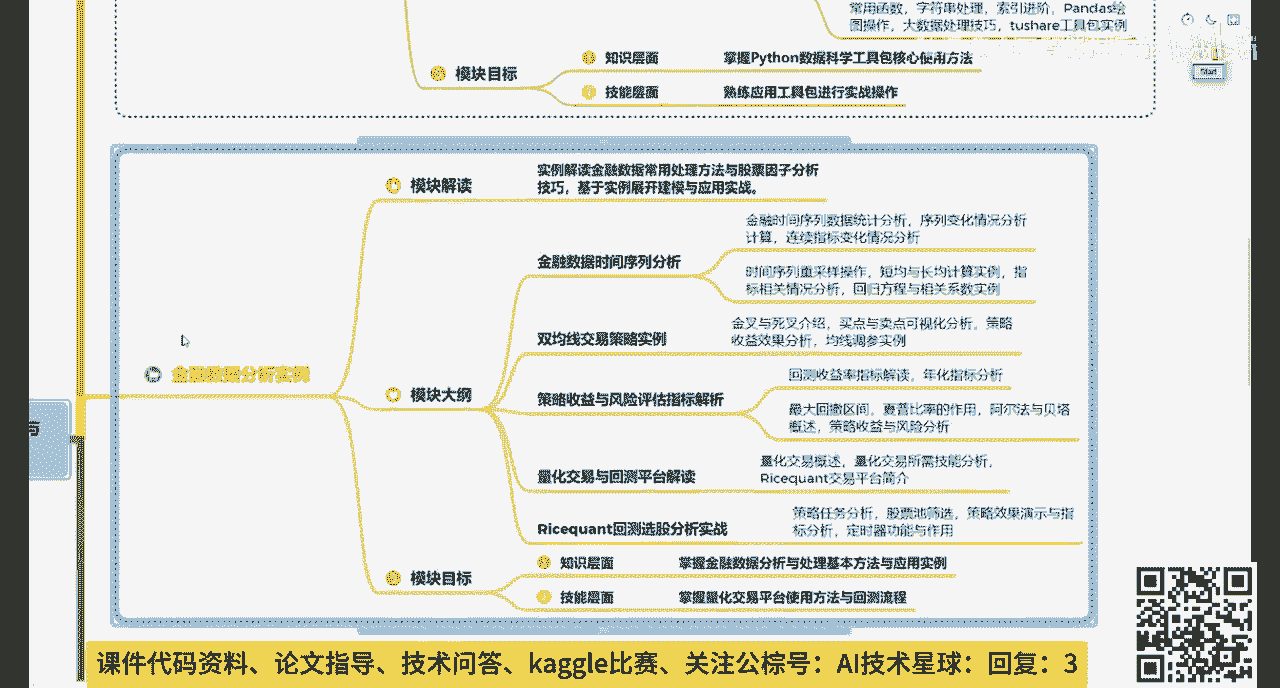 常用函数，字符串处理，索引进阶，Pandas绘
图操作，大数据处理技巧，tushare工具包实例
模块目标
知识层面
掌握Python数据科学工具包核心使用方法
技能层面
熟练应用工具包进行实战操作
Start
模块解读
实例解读金融数据常用处理方法与股票因子分析
技巧，基于实例展开建模与应用实战。
金融数据时间序列分析
金融时间序列数据统计分析，序列变化情况分析
计算，连续指标变化情况分析
时间序列重采样操作，短均与长均计算实例，指
标相关情况分析，回归方程与相关系数实例
双均线交易策略实例
金叉与死叉介绍，买点与卖点可视化分析，策略
收益效果分析，均线调参实例
金融数据分析实例
模块大纲
策略收益与风险评估指标解析
回测收益率指标解读，年化指标分析
最大回撤区间，夏普比率的作用，阿尔法与贝塔
概述，策略收益与风险分析
量化交易与回测平台解读
量化交易概述，量化交易所需技能分析，
Ricequant交易平台简介
Ricequant回测选股分析实战
策略任务分析，股票池筛选，策略效果演示与指
标分析，定时器功能与作用
模块目标
知识层面
掌握金融数据分析与处理基本方法与应用实例
技能层面
掌握量化交易平台使用方法与回测流程
课件代码资料、论文指导、技术问答、kaggle比赛、关注公棕号：AI技术星球：回复：3